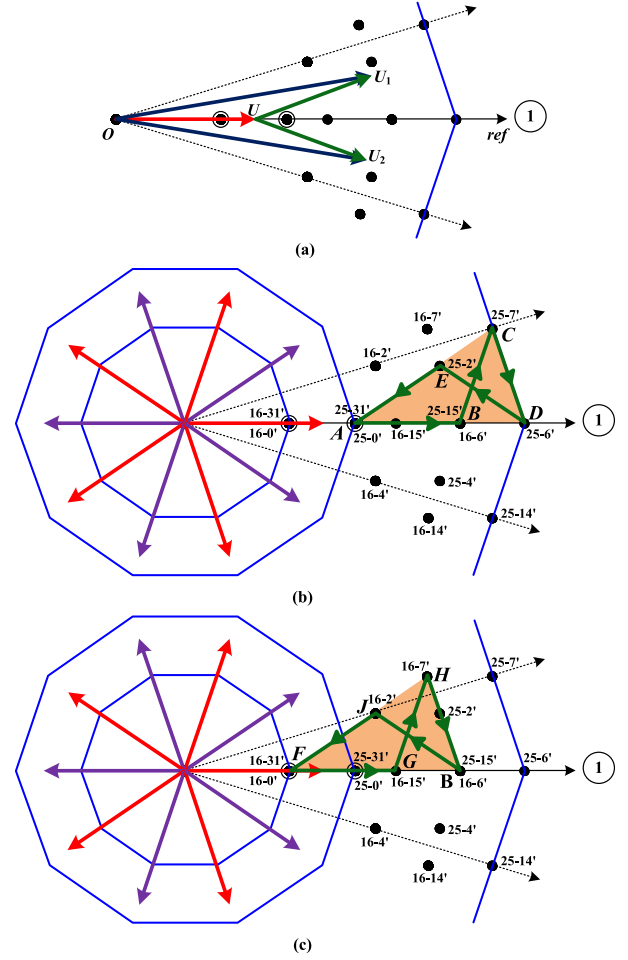 U₁
U
O
1
ref
U₂
(a)
25-7'
16-7'
C
16-2'
25-2'
E
16-31'
25-31'
25-15'
B
D
1
16-0'
A
25-0'
16-15'
16-6'
25-6'
16-4'
25-4'
16-14'
25-14'
(b)
16-7'
H
25-7'
J
16-2'
25-2'
F
16-31'
25-31'
G
25-15'
25-6'
1
16-0'
25-0'
16-15'
B
16-6'
16-4'
25-4'
16-14'
25-14'
(c)